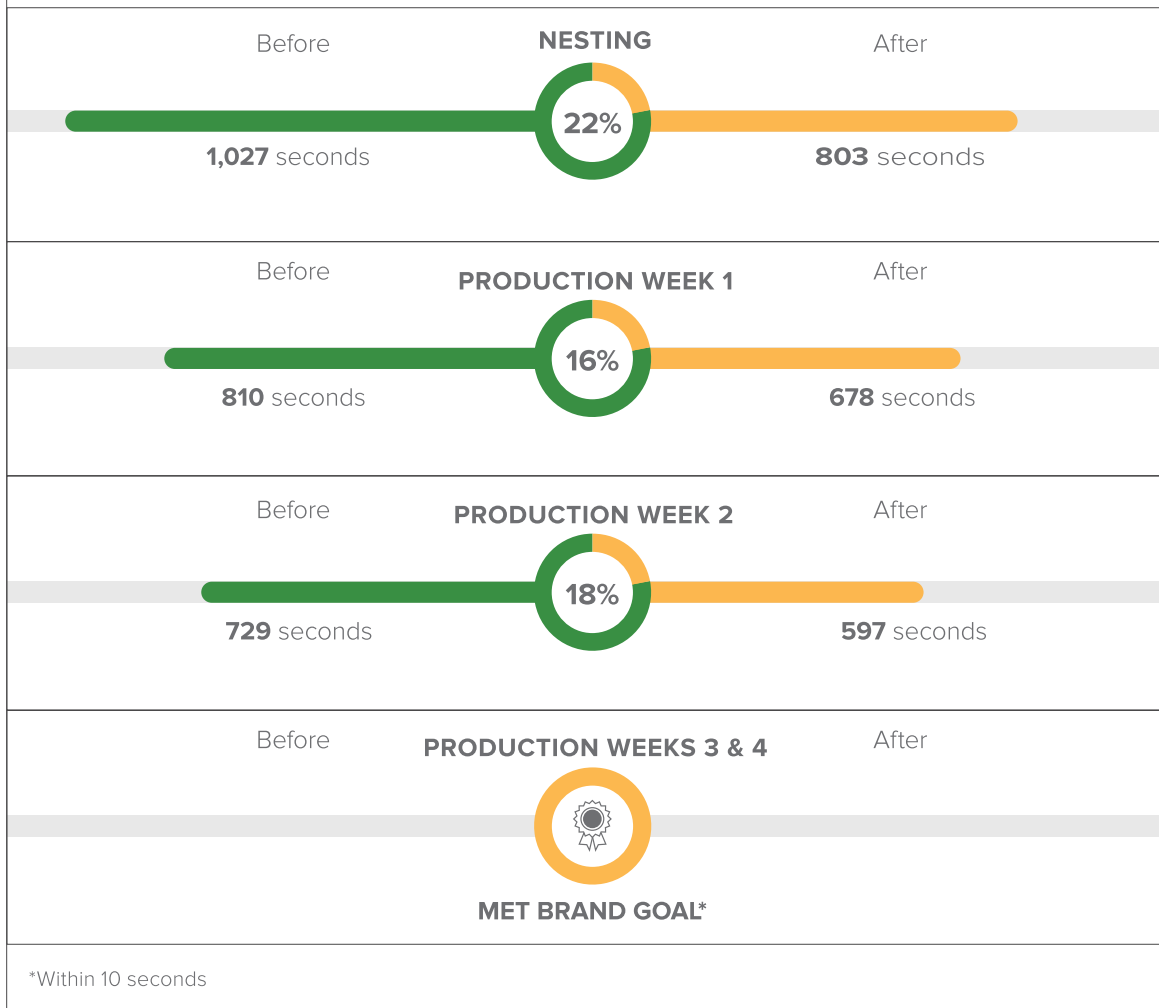 NESTING
Before
After
22%
1,027 seconds
803 seconds
PRODUCTION WEEK 1
Before
After
16%
810 seconds
678 seconds
PRODUCTION WEEK 2
Before
After
18%
729 seconds
597 seconds
PRODUCTION WEEKS 3 & 4
Before
After
MET BRAND GOAL*
*Within 10 seconds